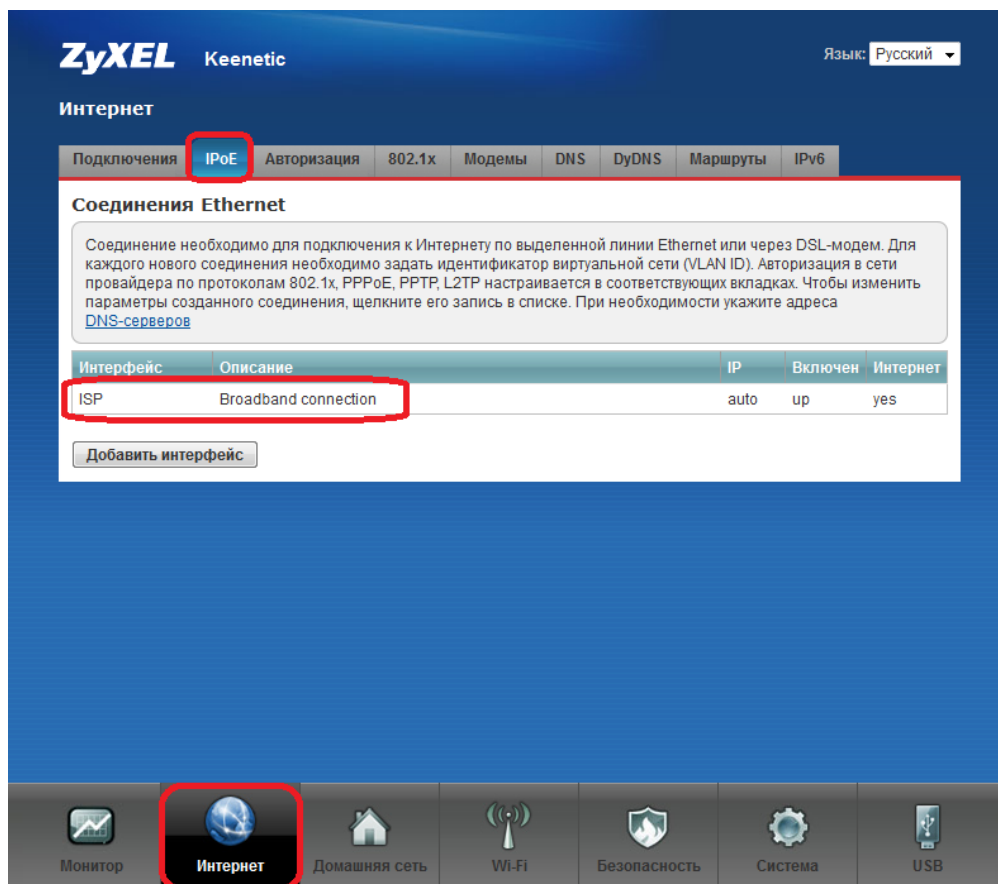 ZyXEL Keenetic
Язык: Русский
Интернет
Подключения IPoE Авторизация 802.1x Модемы DNS DyDNS Маршруты IPv6
Соединения Ethernet
Соединение необходимо для подключения к Интернету по выделенной линии Ethernet или через DSL-модем. Для
каждого нового соединения необходимо задать идентификатор виртуальной сети (VLAN ID). Авторизация в сети
провайдера по протоколам 802.1x, PPPoE, PPTP, L2TP настраивается в соответствующих вкладках. Чтобы изменить
параметры созданного соединения, щелкните его запись в списке. При необходимости укажите адреса
DNS-серверов
Интерфейс Описание IP Включен Интернет
ISP Broadband connection auto up yes
Добавить интерфейс
Монитор Интернет Домашняя сеть Wi-Fi Безопасность Система USB